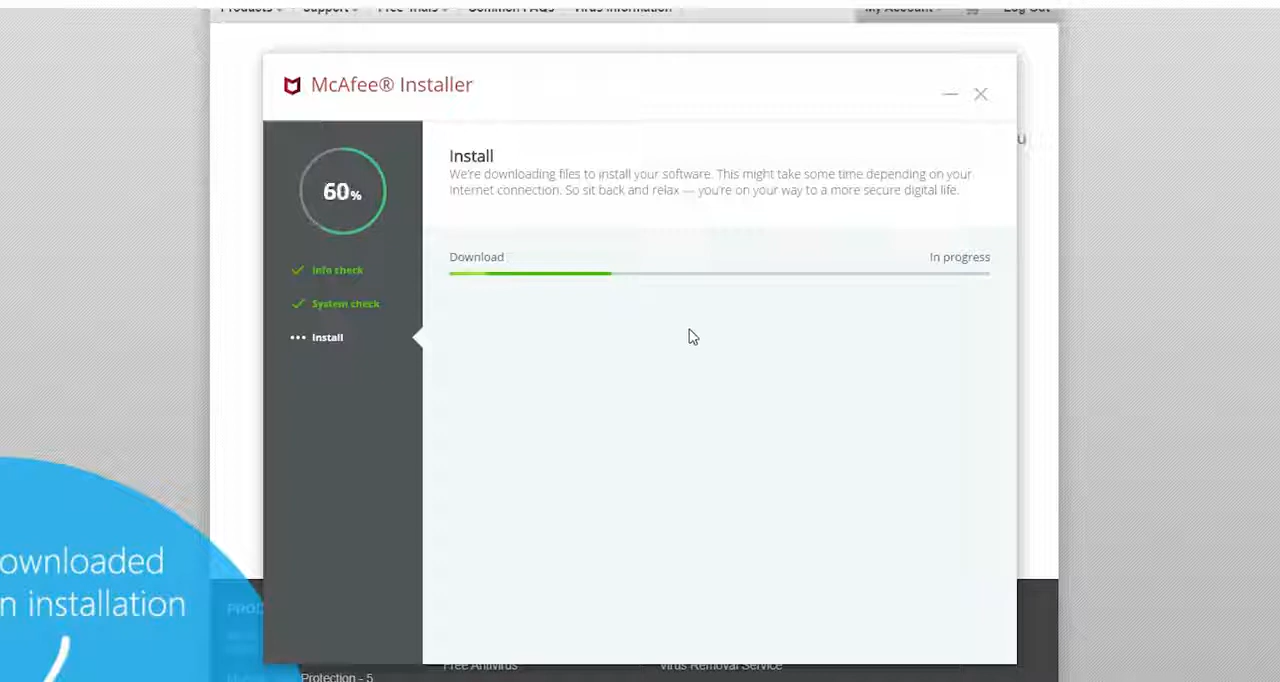 Products Support Free Trials Common FAQs Virus Information My Account Log Out
McAfee® Installer
60%
Info check
System check
Install
Install
We're downloading files to install your software. This might take some time depending on your
Internet connection. So sit back and relax — you're on your way to a more secure digital life.
Download In progress
u
ownloaded
n installation
PROD
Free Antivirus Virus Removal Service
Protection - 5